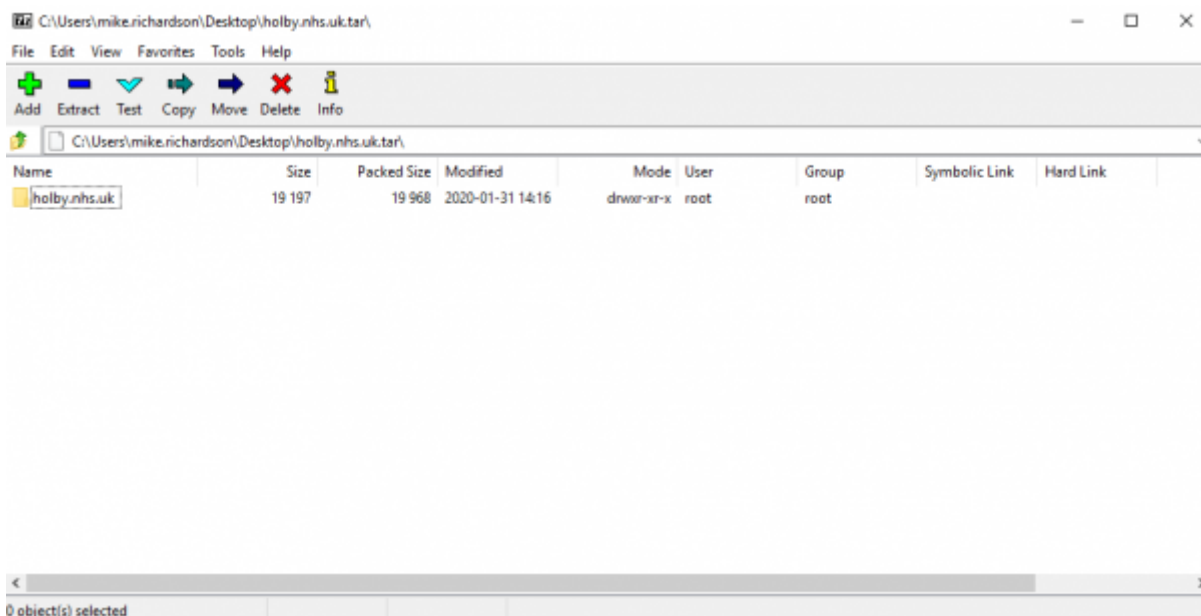 C:\Users\mike.richardson\Desktop\holby.nhs.uk.tar\
File Edit View Favorites Tools Help
Add Extract Test Copy Move Delete Info
C:\Users\mike.richardson\Desktop\holby.nhs.uk.tar\
Name Size Packed Size Modified Mode User Group Symbolic Link Hard Link
holby.nhs.uk 19 197 19 968 2020-01-31 14:16 drwxr-xr-x root root
0 object(s) selected